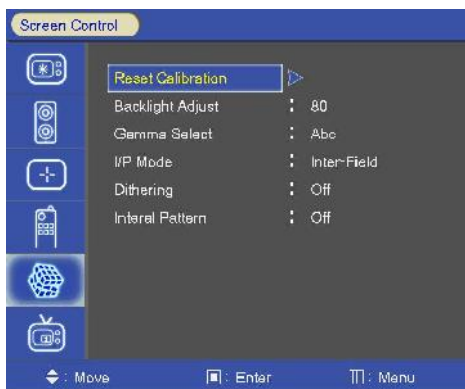 Screen Control
Reset Calibration
Backlight Adjust : 80
Gamma Select : Abc
I/P Mode : Inter-Field
Dithering : Off
Interal Pattern : Off
: Move : Enter : Menu